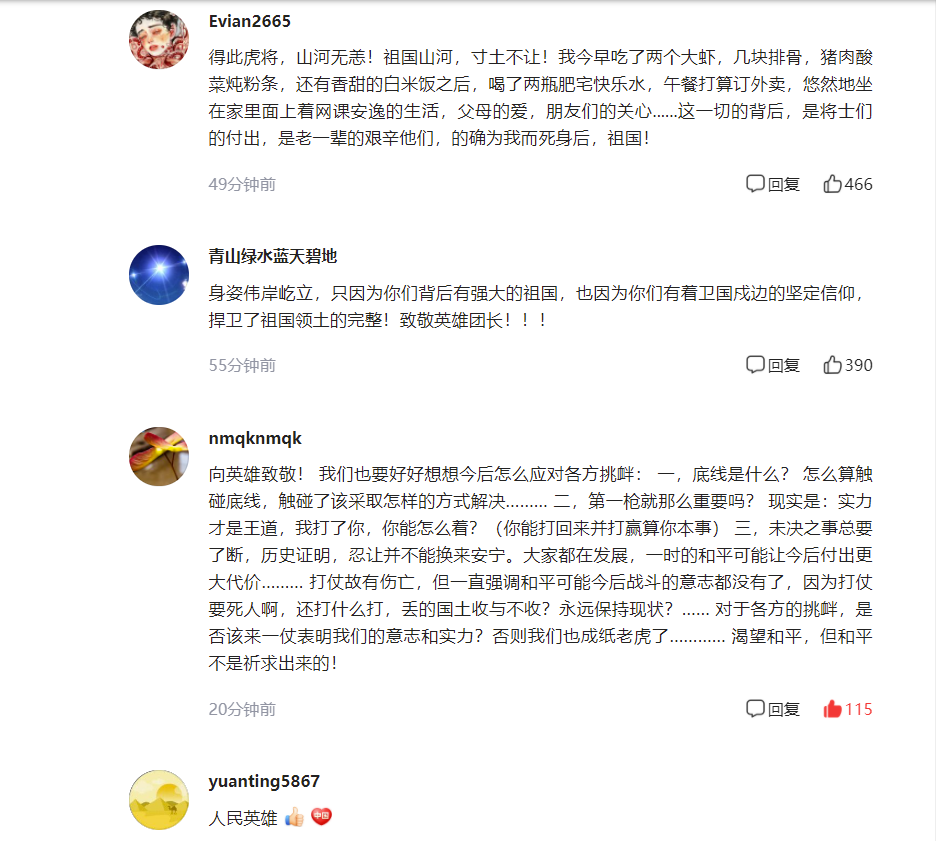 Evian2665
得此虎将，山河无恙！祖国山河，寸土不让！我今早吃了两个大虾，几块排骨，猪肉酸
菜炖粉条，还有香甜的白米饭之后，喝了两瓶肥宅快乐水，午餐打算订外卖，悠然地坐
在家里面上着网课安逸的生活，父母的爱，朋友们的关心......这一切的背后，是将士们
的付出，是老一辈的艰辛他们，的确为我而死身后，祖国！
49分钟前 回复 466
青山绿水蓝天碧地
身姿伟岸屹立，只因为你们背后有强大的祖国，也因为你们有着卫国戍边的坚定信仰，
捍卫了祖国领土的完整！致敬英雄团长！！！
55分钟前 回复 390
nmqknmqk
向英雄致敬！ 我们也要好好想想今后怎么应对各方挑衅： 一，底线是什么？ 怎么算触
碰底线，触碰了该采取怎样的方式解决......... 二，第一枪就那么重要吗？ 现实是：实力
才是王道，我打了你，你能怎么着？（你能打回来并打赢算你本事） 三，未决之事总要
了断，历史证明，忍让并不能换来安宁。大家都在发展，一时的和平可能让今后付出更
大代价......... 打仗故有伤亡，但一直强调和平可能今后战斗的意志都没有了，因为打仗
要死人啊，还打什么打，丢的国土收与不收？永远保持现状？...... 对于各方的挑衅，是
否该来一仗表明我们的意志和实力？否则我们也成纸老虎了............ 渴望和平，但和平
不是祈求出来的！
20分钟前 回复 115
yuanting5867
人民英雄 👍 中国